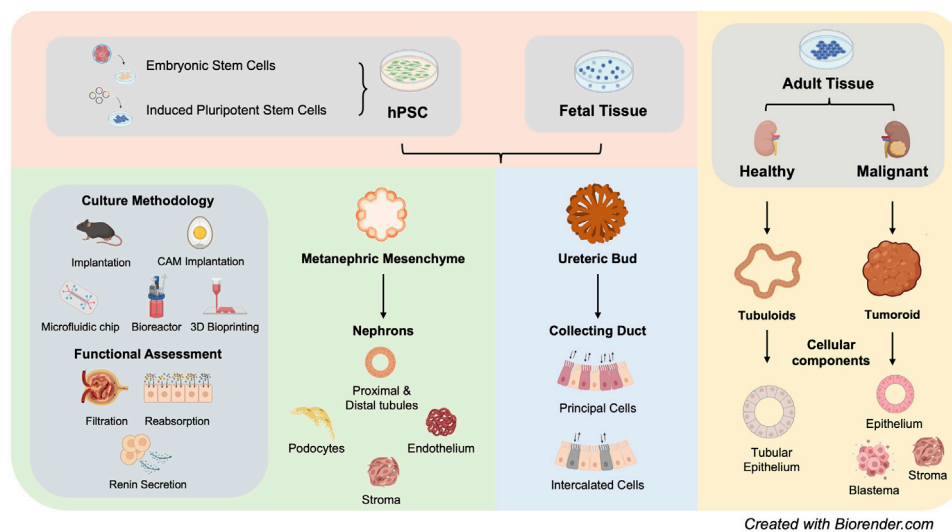 Embryonic Stem Cells
Induced Pluripotent Stem Cells
hPSC
Fetal Tissue
Adult Tissue
Healthy
Malignant
Culture Methodology
Implantation
CAM Implantation
Microfluidic chip
Bioreactor
3D Bioprinting
Functional Assessment
Filtration
Reabsorption
Renin Secretion
Metanephric Mesenchyme
Nephrons
Proximal &
Distal tubules
Podocytes
Endothelium
Stroma
Ureteric Bud
Collecting Duct
Principal Cells
Intercalated Cells
Tubuloids
Tumoroid
Cellular
components
Tubular
Epithelium
Epithelium
Blastema
Stroma
Created with Biorender.com